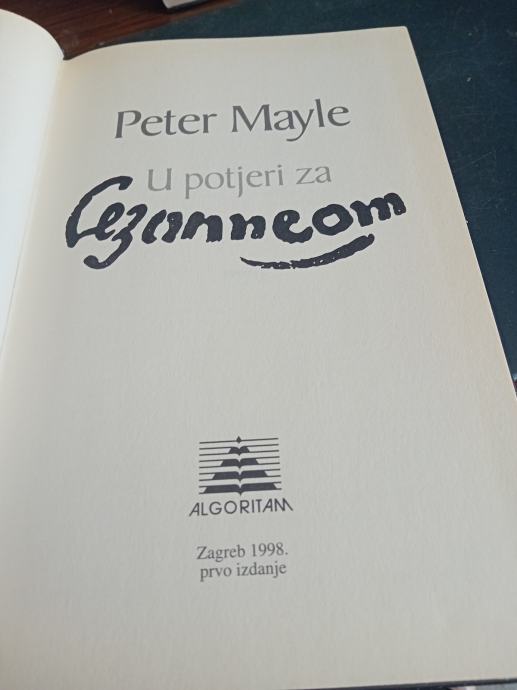 Peter Mayle
U potjeri za
Cezanneom
ALGORITAM
Zagreb 1998.
prvo izdanje